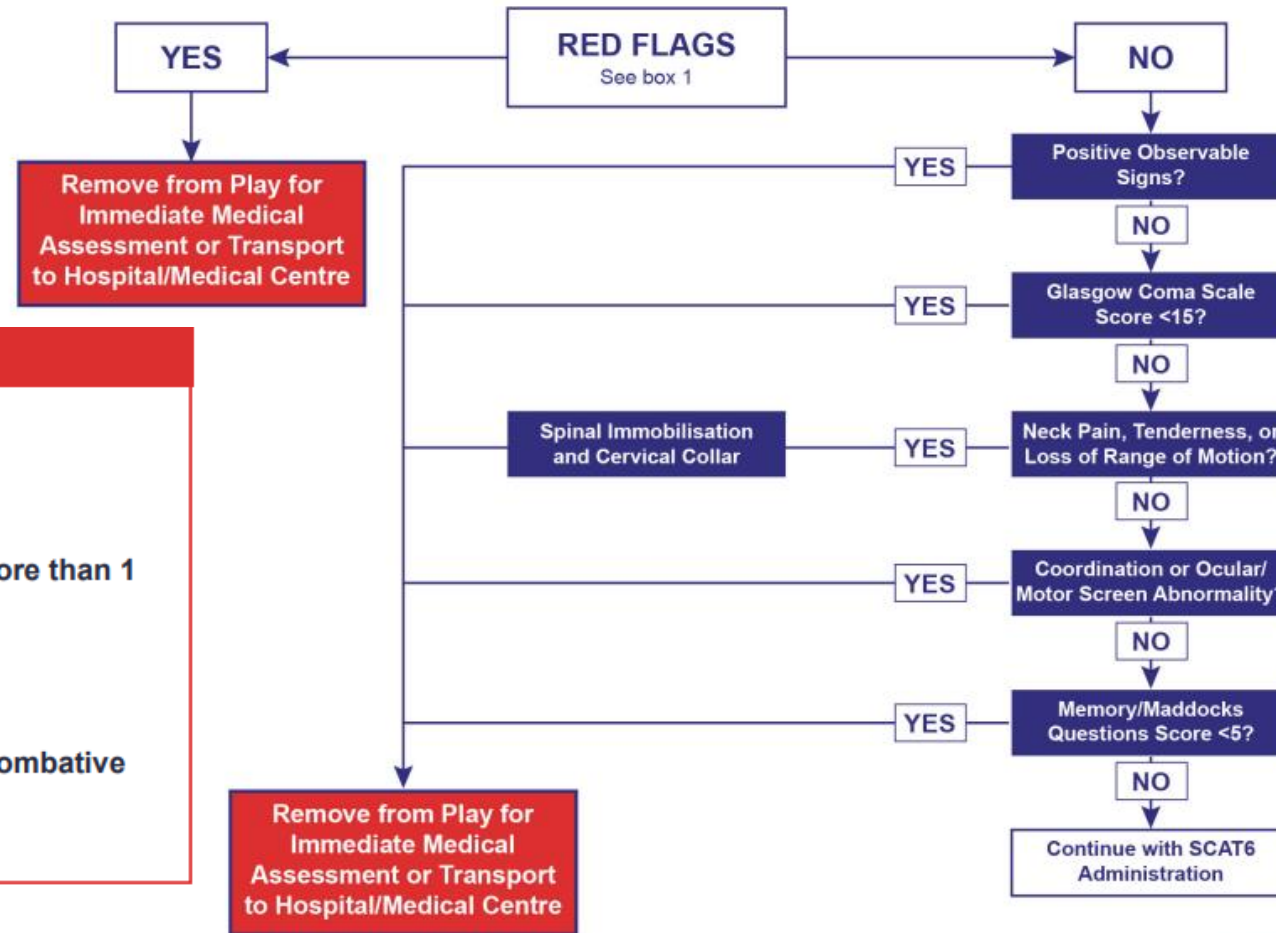 RED FLAGS
See box 1
YES
NO
Remove from Play for
Immediate Medical
Assessment or Transport
to Hospital/Medical Centre
Positive Observable
Signs?
YES
NO
Glasgow Coma Scale
Score <15?
YES
NO
Neck Pain, Tenderness, or
Loss of Range of Motion?
YES
Spinal Immobilisation
and Cervical Collar
NO
Coordination or Ocular/
Motor Screen Abnormality?
YES
NO
Memory/Maddocks
Questions Score <5?
YES
NO
Continue with SCAT6
Administration
Remove from Play for
Immediate Medical
Assessment or Transport
to Hospital/Medical Centre
than 1